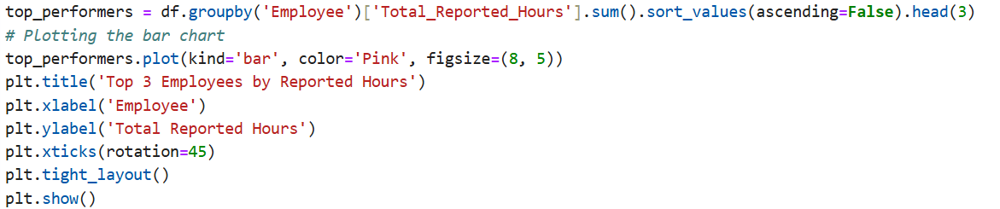 top_performers = df.groupby('Employee')['Total_Reported_Hours'].sum().sort_values(ascending=False).head(3)
# Plotting the bar chart
top_performers.plot(kind='bar', color='Pink', figsize=(8, 5))
plt.title('Top 3 Employees by Reported Hours')
plt.xlabel('Employee')
plt.ylabel('Total Reported Hours')
plt.xticks(rotation=45)
plt.tight_layout()
plt.show()